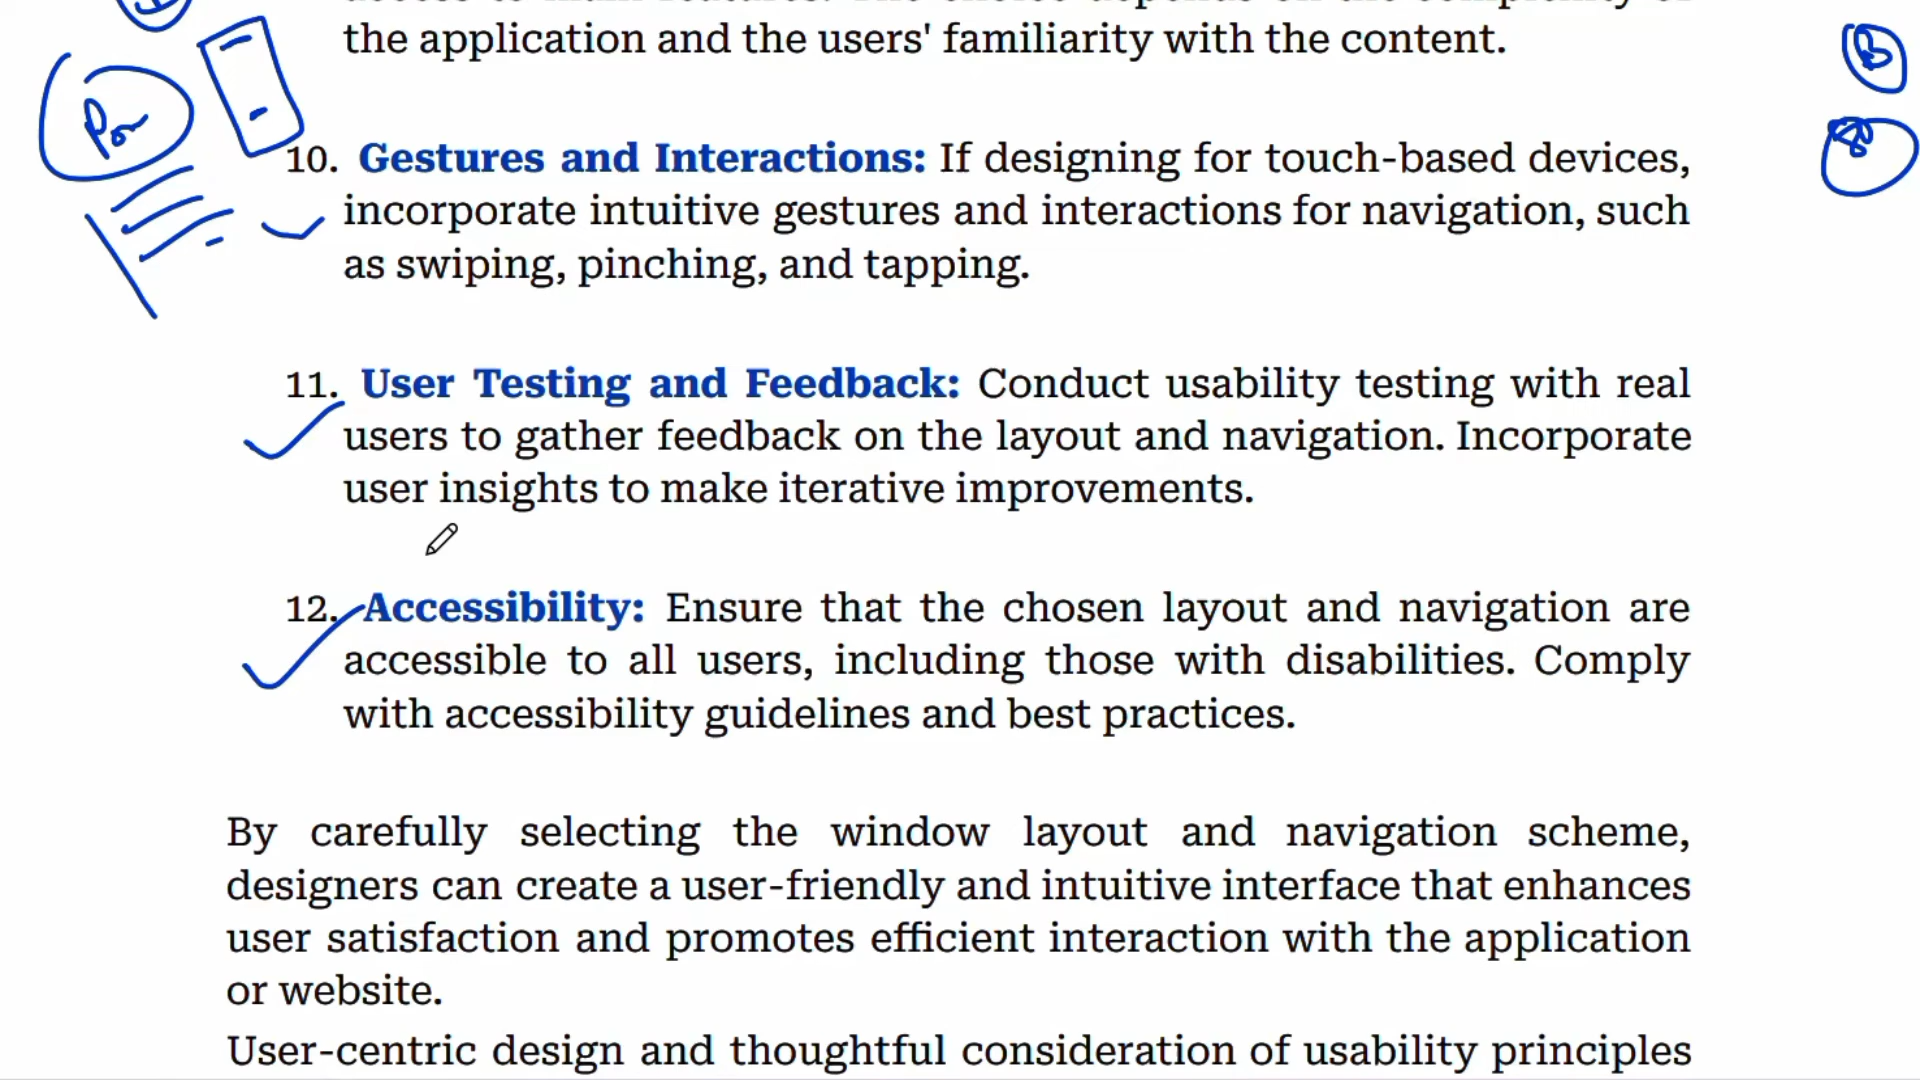 the application and the users' familiarity with the content.
10. Gestures and Interactions: If designing for touch-based devices,
incorporate intuitive gestures and interactions for navigation, such
as swiping, pinching, and tapping.
11. User Testing and Feedback: Conduct usability testing with real
users to gather feedback on the layout and navigation. Incorporate
user insights to make iterative improvements.
12. Accessibility: Ensure that the chosen layout and navigation are
accessible to all users, including those with disabilities. Comply
with accessibility guidelines and best practices.
By carefully selecting the window layout and navigation scheme,
designers can create a user-friendly and intuitive interface that enhances
user satisfaction and promotes efficient interaction with the application
or website.
User-centric design and thoughtful consideration of usability principles